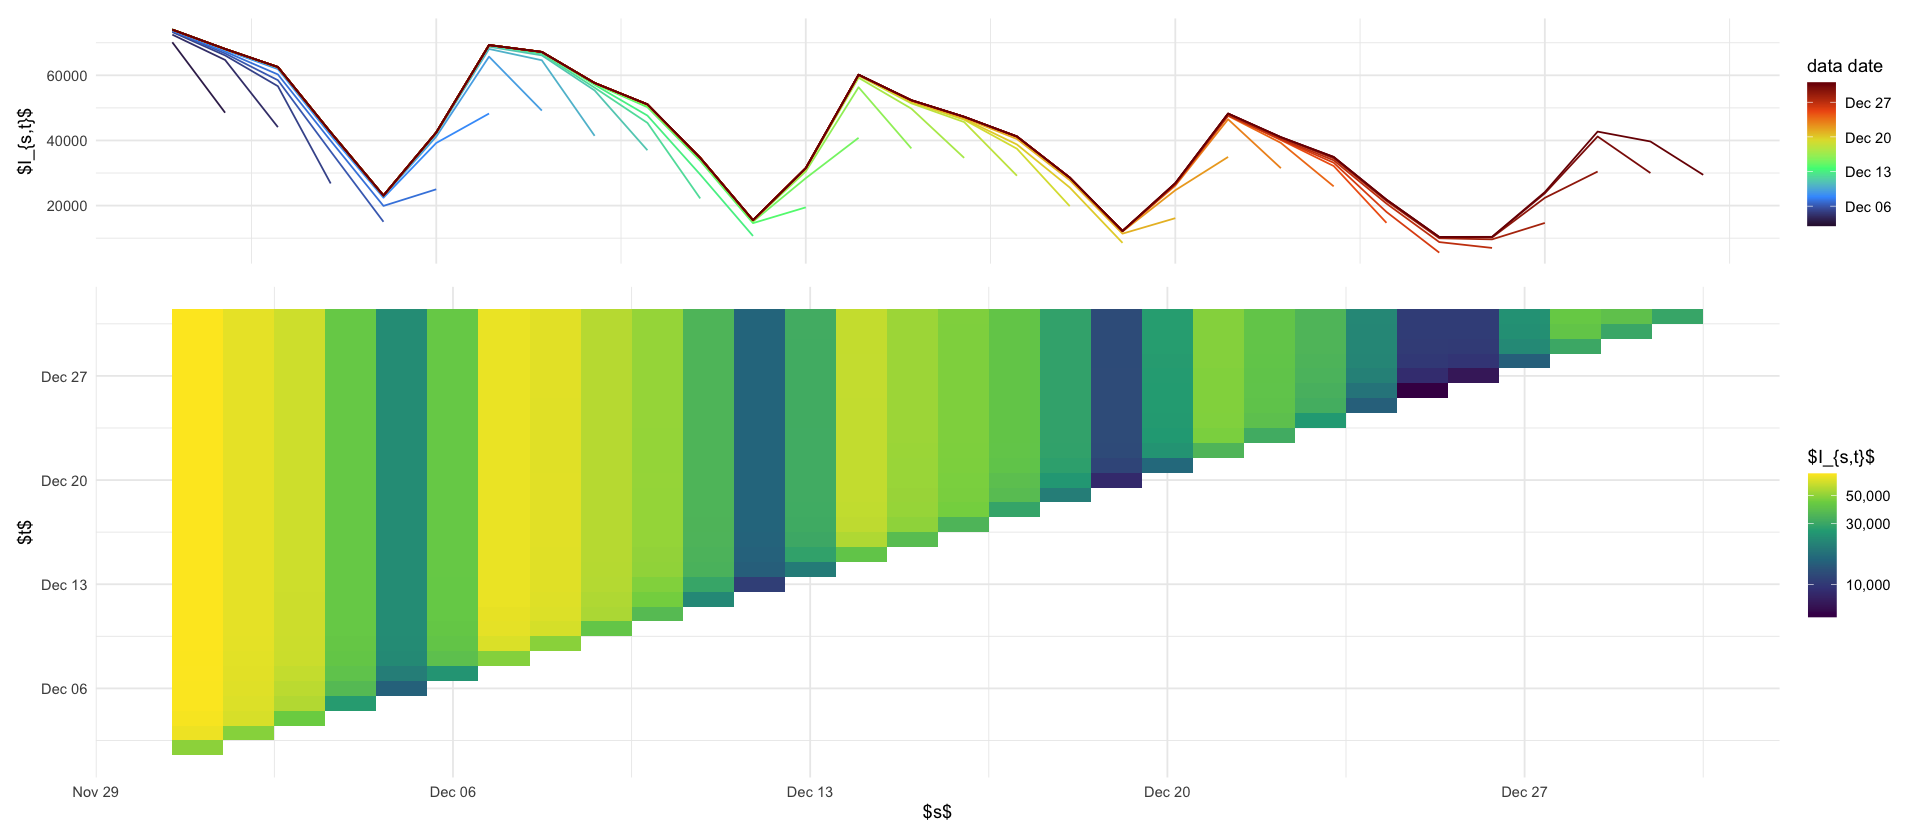 $I_{s,t}$
60000
40000
20000
data date
Dec 27
Dec 20
Dec 13
Dec 06
$t$
Dec 27
Dec 20
Dec 13
Dec 06
$I_{s,t}$
50,000
30,000
10,000
Nov 29
Dec 06
Dec 13
Dec 20
Dec 27
$s$